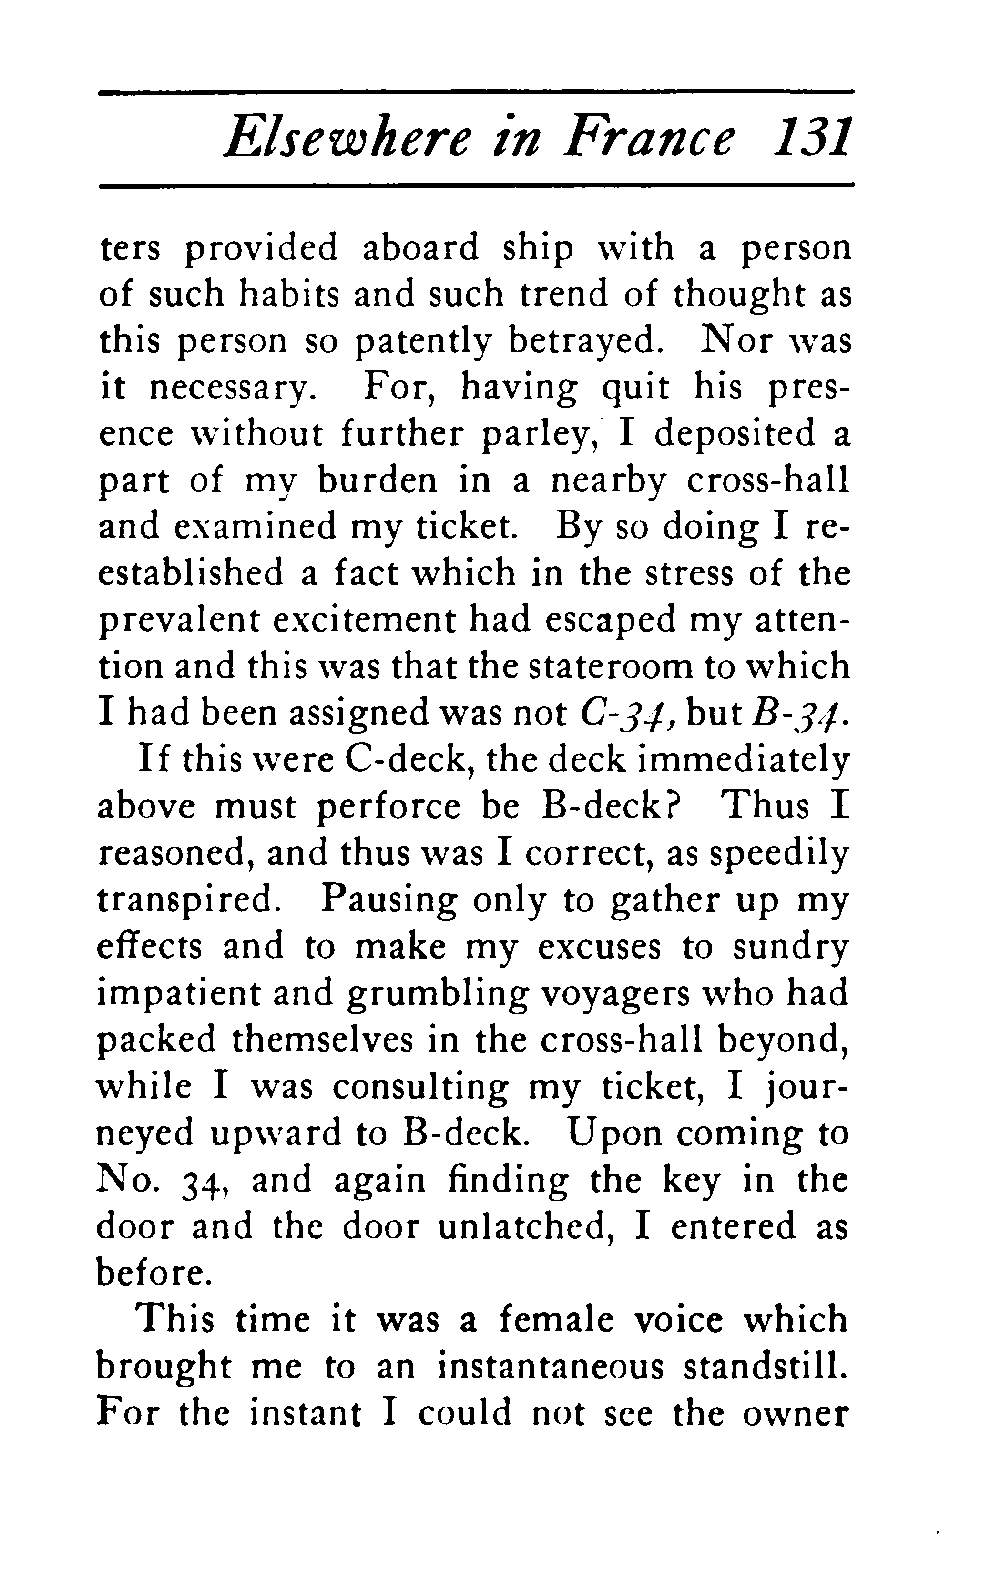 Elsewhere in France 131
ters provided aboard ship with a person
of such habits and such trend of thought as
this person so patently betrayed. Nor was
it necessary. For, having quit his pres-
ence without further parley, I deposited a
part of my burden in a nearby cross-hall
and examined my ticket. By so doing I re-
established a fact which in the stress of the
prevalent excitement had escaped my atten-
tion and this was that the stateroom to which
I had been assigned was not C-34, but B-34.
If this were C-deck, the deck immediately
above must perforce be B-deck? Thus I
reasoned, and thus was I correct, as speedily
transpired. Pausing only to gather up my
effects and to make my excuses to sundry
impatient and grumbling voyagers who had
packed themselves in the cross-hall beyond,
while I was consulting my ticket, I jour-
neyed upward to B-deck. Upon coming to
No. 34, and again finding the key in the
door and the door unlatched, I entered as
before.
This time it was a female voice which
brought me to an instantaneous standstill.
For the instant I could not see the owner